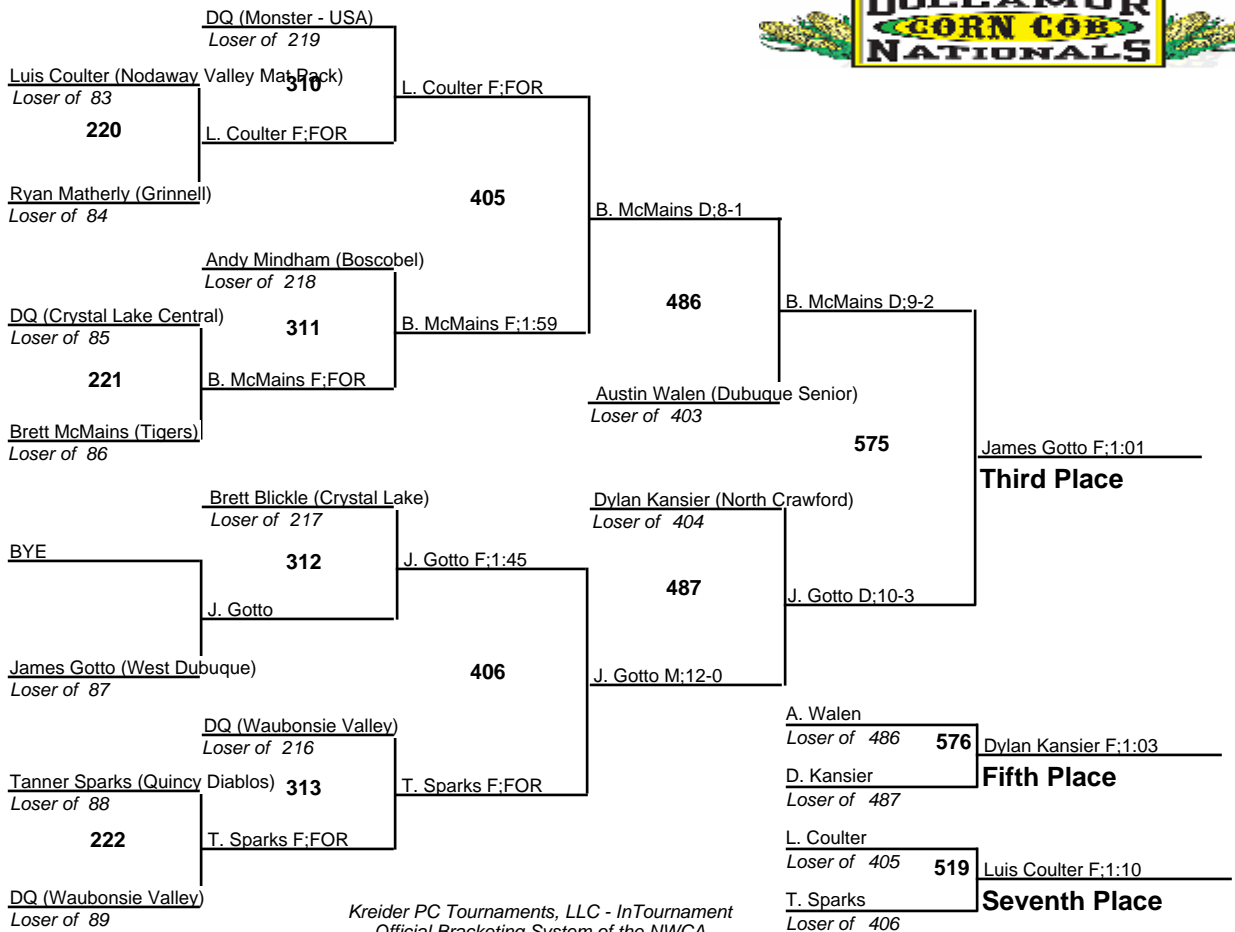 DOLLAMUR
CORN COB
NATIONALS
DQ (Monster - USA)
Loser of 219
Luis Coulter (Nodaway Valley Mat Pack)
310
L. Coulter F;FOR
Loser of 83
220
L. Coulter F;FOR
Ryan Matherly (Grinnell)
Loser of 84
405
B. McMains D;8-1
Andy Mindham (Boscobel)
Loser of 218
DQ (Crystal Lake Central)
Loser of 85
311
B. McMains F;1:59
221
B. McMains F;FOR
Brett McMains (Tigers)
Loser of 86
486
B. McMains D;9-2
Austin Walen (Dubuque Senior)
Loser of 403
575
James Gotto F;1:01
Third Place
Brett Blickle (Crystal Lake)
Loser of 217
Dylan Kansier (North Crawford)
Loser of 404
BYE
312
J. Gotto F;1:45
487
J. Gotto
J. Gotto D;10-3
James Gotto (West Dubuque)
Loser of 87
406
J. Gotto M;12-0
DQ (Waubonsie Valley)
Loser of 216
Tanner Sparks (Quincy Diablos)
313
T. Sparks F;FOR
Loser of 88
222
T. Sparks F;FOR
DQ (Waubonsie Valley)
Loser of 89
A. Walen
Loser of 486
576
Dylan Kansier F;1:03
D. Kansier
Fifth Place
Loser of 487
L. Coulter
Loser of 405
519
Luis Coulter F;1:10
T. Sparks
Seventh Place
Loser of 406
Kreider PC Tournaments, LLC - InTournament
Official Bracketing System of the NWCA